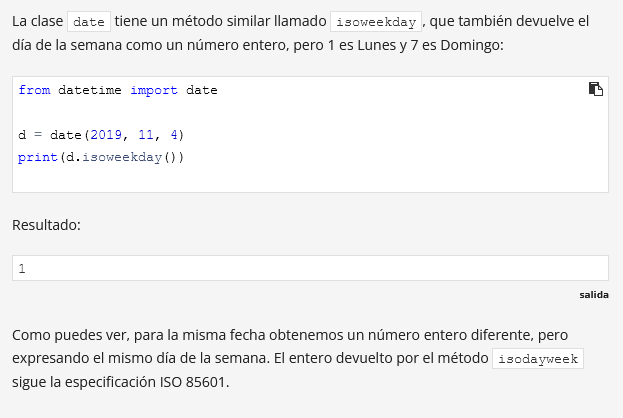 La clase date tiene un método similar llamado isoweekday, que también devuelve el
día de la semana como un número entero, pero 1 es Lunes y 7 es Domingo:
from datetime import date
d = date(2019, 11, 4)
print(d.isoweekday())
Resultado:
1
salida
Como puedes ver, para la misma fecha obtenemos un número entero diferente, pero
expresando el mismo día de la semana. El entero devuelto por el método isodayweek
sigue la especificación ISO 85601.